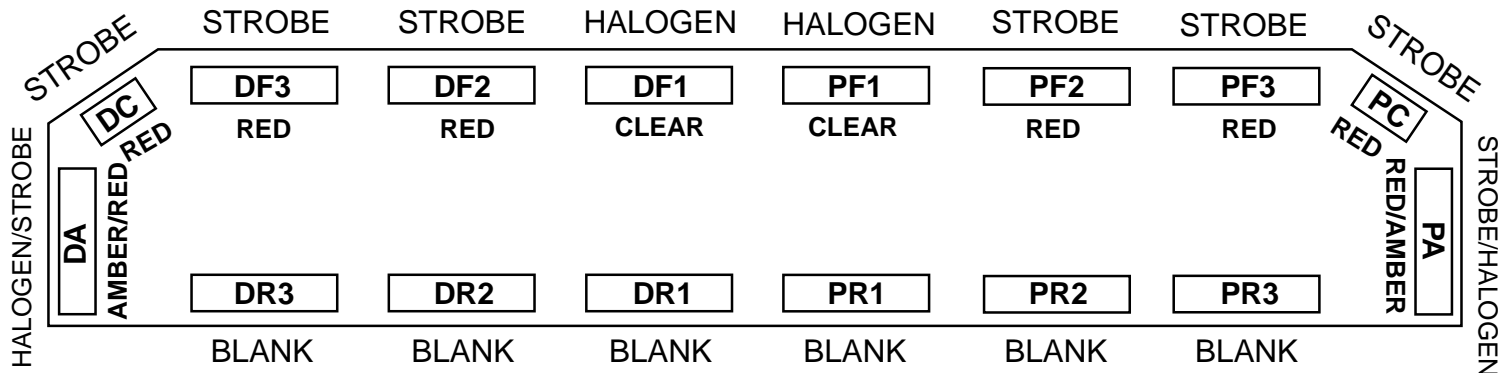 STROBE STROBE STROBE HALOGEN HALOGEN STROBE STROBE STROBE
DC DF3 DF2 DF1 PF1 PF2 PF3 PC
RED RED RED CLEAR CLEAR RED RED RED
HALOGEN/STROBE DA AMBER/RED RED/AMBER PA STROBE/HALOGEN
DR3 DR2 DR1 PR1 PR2 PR3
BLANK BLANK BLANK BLANK BLANK BLANK